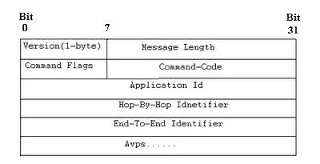 Bit Bit
0 7 31
Version(1-byte) Message Length
Command Flags Command-Code
Application Id
Hop-By-Hop Idnetifier
End-To-End Identifier
Avps......